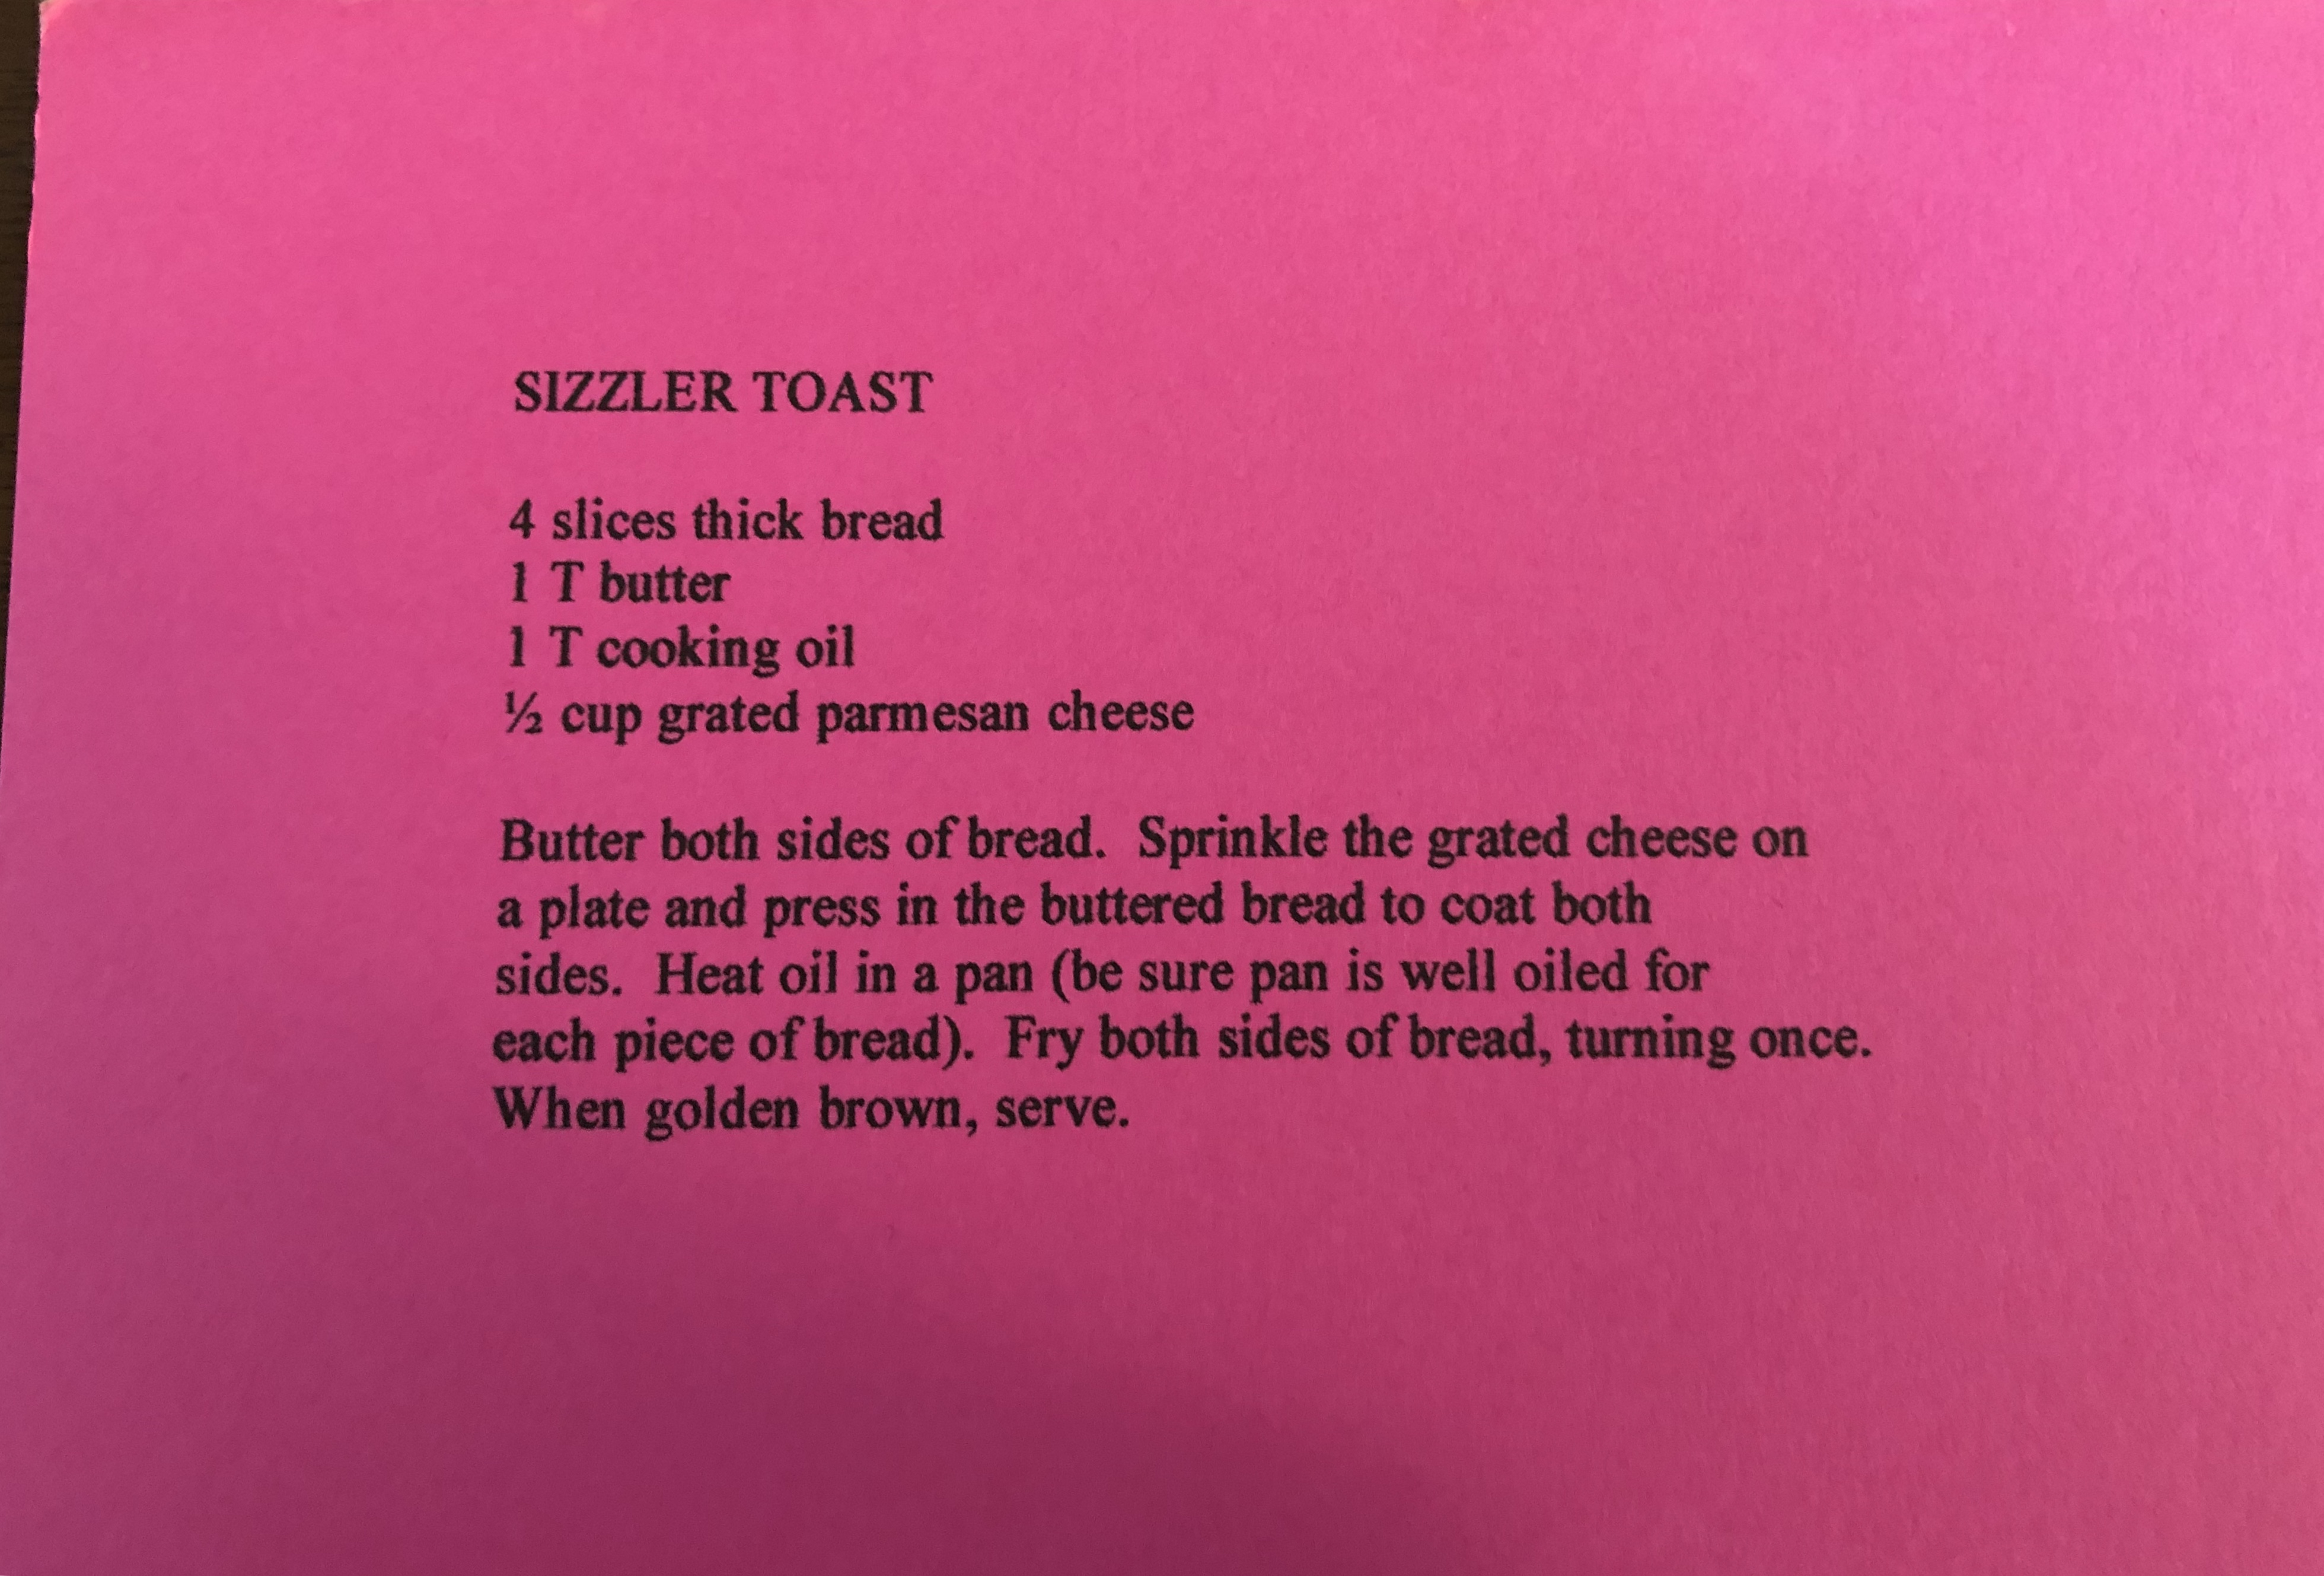 SIZZLER TOAST
4 slices thick bread
1 T butter
1 T cooking oil
½ cup grated parmesan cheese
Butter both sides of bread.  Sprinkle the grated cheese on
a plate and press in the buttered bread to coat both
sides.  Heat oil in a pan (be sure pan is well oiled for
each piece of bread).  Fry both sides of bread, turning once.
When golden brown, serve.